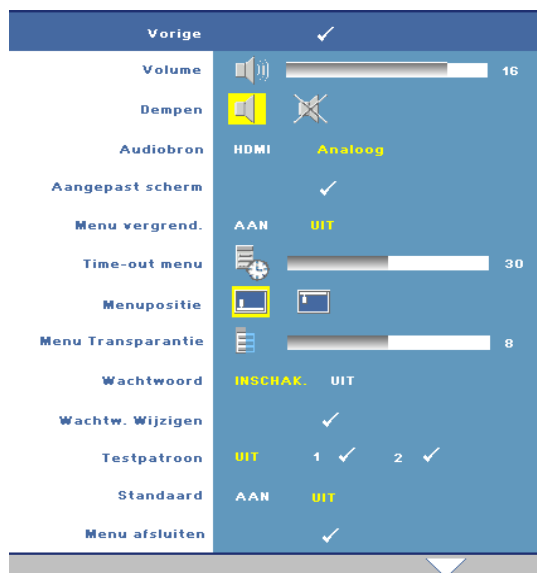 Vorige
Volume 16
Dempen
Audiobron HDMI Analoog
Aangepast scherm
Menu vergrend. AAN UIT
Time-out menu 30
Menupositie
Menu Transparantie 8
Wachtwoord INSCHAK. UIT
Wachtw. Wijzigen
Testpatroon UIT 1 2
Standaard AAN UIT
Menu afsluiten